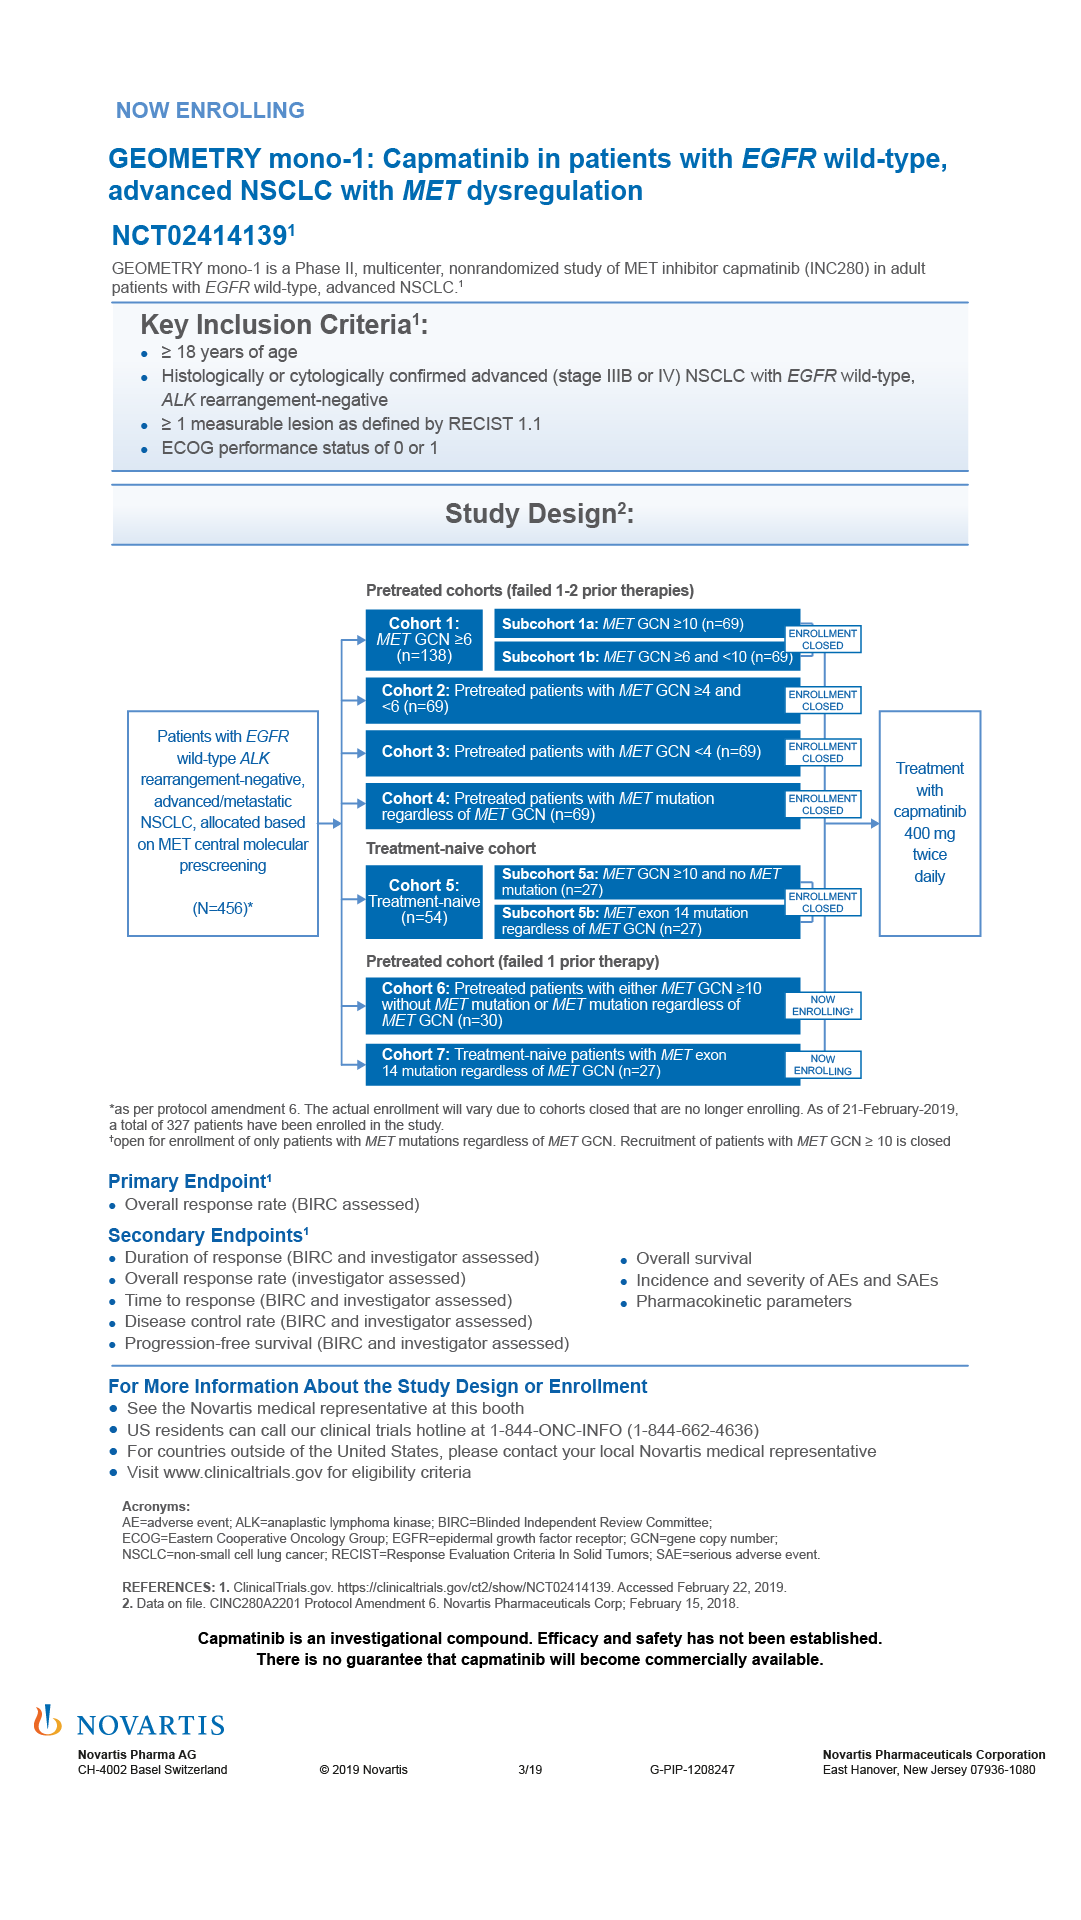 NOW ENROLLING
GEOMETRY mono-1: Capmatinib in patients with EGFR wild-type,
advanced NSCLC with MET dysregulation
NCT02414139¹
GEOMETRY mono-1 is a Phase II, multicenter, nonrandomized study of MET inhibitor capmatinib (INC280) in adult
patients with EGFR wild-type, advanced NSCLC.¹
Key Inclusion Criteria¹:
• ≥ 18 years of age
• Histologically or cytologically confirmed advanced (stage IIIB or IV) NSCLC with EGFR wild-type,
ALK rearrangement-negative
• ≥ 1 measurable lesion as defined by RECIST 1.1
• ECOG performance status of 0 or 1
Study Design²:
Patients with EGFR
wild-type ALK
rearrangement-negative,
advanced/metastatic
NSCLC, allocated based
on MET central molecular
prescreening
(N=456)*
Pretreated cohorts (failed 1-2 prior therapies)
Cohort 1:
MET GCN ≥6
(n=138)
Subcohort 1a: MET GCN ≥10 (n=69)
Subcohort 1b: MET GCN ≥6 and <10 (n=69)
ENROLLMENT
CLOSED
Cohort 2: Pretreated patients with MET GCN ≥4 and
<6 (n=69)
ENROLLMENT
CLOSED
Cohort 3: Pretreated patients with MET GCN <4 (n=69)
ENROLLMENT
CLOSED
Cohort 4: Pretreated patients with MET mutation
regardless of MET GCN (n=69)
ENROLLMENT
CLOSED
Treatment-naive cohort
Cohort 5:
Treatment-naive
(n=54)
Subcohort 5a: MET GCN ≥10 and no MET
mutation (n=27)
Subcohort 5b: MET exon 14 mutation
regardless of MET GCN (n=27)
ENROLLMENT
CLOSED
Pretreated cohort (failed 1 prior therapy)
Cohort 6: Pretreated patients with either MET GCN ≥10
without MET mutation or MET mutation regardless of
MET GCN (n=30)
NOW
ENROLLING†
Cohort 7: Treatment-naive patients with MET exon
14 mutation regardless of MET GCN (n=27)
NOW
ENROLLING
Treatment
with
capmatinib
400 mg
twice
daily
*as per protocol amendment 6. The actual enrollment will vary due to cohorts closed that are no longer enrolling. As of 21-February-2019,
a total of 327 patients have been enrolled in the study.
†open for enrollment of only patients with MET mutations regardless of MET GCN. Recruitment of patients with MET GCN ≥ 10 is closed
Primary Endpoint¹
• Overall response rate (BIRC assessed)
Secondary Endpoints¹
• Duration of response (BIRC and investigator assessed)
• Overall response rate (investigator assessed)
• Time to response (BIRC and investigator assessed)
• Disease control rate (BIRC and investigator assessed)
• Progression-free survival (BIRC and investigator assessed)
• Overall survival
• Incidence and severity of AEs and SAEs
• Pharmacokinetic parameters
For More Information About the Study Design or Enrollment
• See the Novartis medical representative at this booth
• US residents can call our clinical trials hotline at 1-844-ONC-INFO (1-844-662-4636)
• For countries outside of the United States, please contact your local Novartis medical representative
• Visit www.clinicaltrials.gov for eligibility criteria
Acronyms:
AE=adverse event; ALK=anaplastic lymphoma kinase; BIRC=Blinded Independent Review Committee;
ECOG=Eastern Cooperative Oncology Group; EGFR=epidermal growth factor receptor; GCN=gene copy number;
NSCLC=non-small cell lung cancer; RECIST=Response Evaluation Criteria In Solid Tumors; SAE=serious adverse event.
REFERENCES: 1. ClinicalTrials.gov. https://clinicaltrials.gov/ct2/show/NCT02414139. Accessed February 22, 2019.
2. Data on file. CINC280A2201 Protocol Amendment 6. Novartis Pharmaceuticals Corp; February 15, 2018.
Capmatinib is an investigational compound. Efficacy and safety has not been established.
There is no guarantee that capmatinib will become commercially available.
NOVARTIS
Novartis Pharma AG
CH-4002 Basel Switzerland
© 2019 Novartis
3/19
G-PIP-1208247
Novartis Pharmaceuticals Corporation
East Hanover, New Jersey 07936-1080